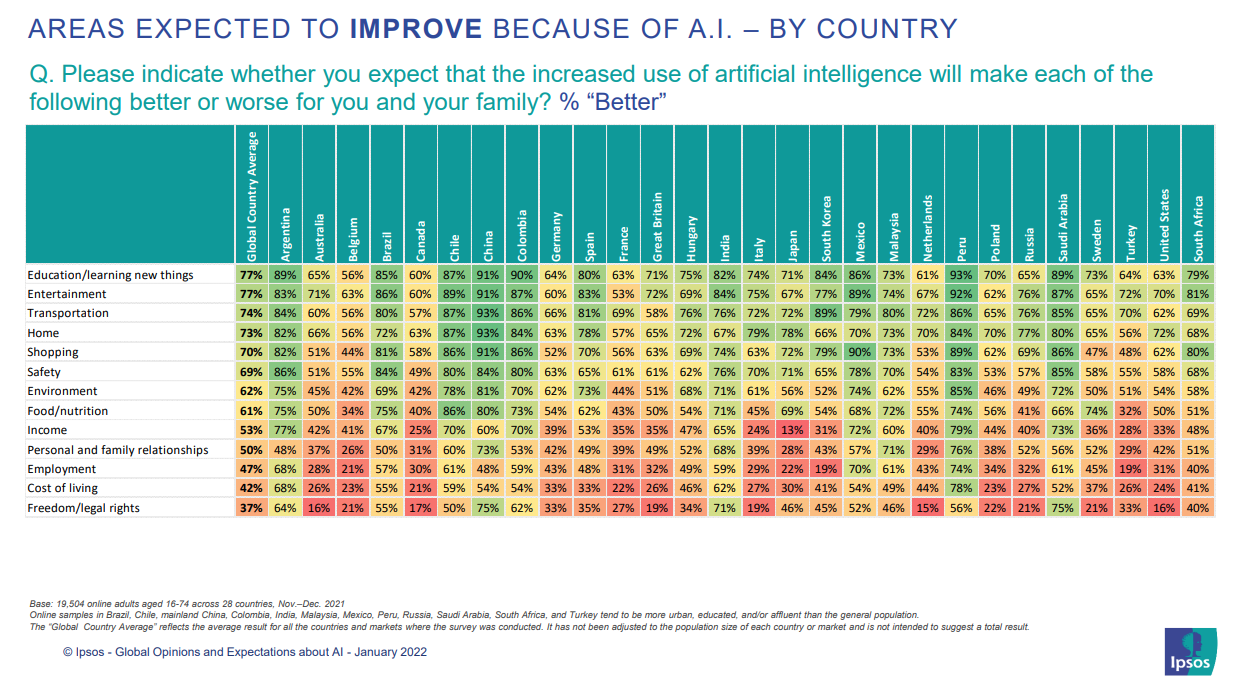 AREAS EXPECTED TO IMPROVE BECAUSE OF A.I. – BY COUNTRY
Q. Please indicate whether you expect that the increased use of artificial intelligence will make each of the
following better or worse for you and your family? % “Better”
Global Country Average Argentina Australia Belgium Brazil Canada Chile China Colombia Germany Spain France Great Britain Hungary India Italy Japan South Korea Mexico Malaysia Netherlands Peru Poland Russia Saudi Arabia Sweden Turkey United States South Africa
Education/learning new things 77% 89% 65% 56% 85% 60% 87% 91% 90% 64% 80% 63% 71% 75% 82% 74% 71% 84% 86% 73% 61% 93% 70% 65% 89% 73% 64% 63% 79%
Entertainment 77% 83% 71% 63% 86% 60% 89% 91% 87% 60% 83% 53% 72% 69% 84% 75% 67% 77% 89% 74% 67% 92% 62% 76% 87% 65% 72% 70% 81%
Transportation 74% 84% 60% 56% 80% 57% 87% 93% 86% 66% 81% 69% 58% 76% 76% 72% 72% 89% 79% 80% 72% 86% 65% 76% 85% 65% 70% 62% 69%
Home 73% 82% 66% 56% 72% 63% 87% 93% 84% 63% 78% 57% 65% 72% 77% 79% 78% 66% 70% 73% 70% 84% 70% 77% 80% 65% 56% 72% 68%
Shopping 70% 82% 51% 44% 81% 58% 86% 91% 86% 52% 70% 56% 63% 69% 74% 63% 72% 79% 90% 73% 53% 89% 62% 69% 86% 47% 48% 62% 80%
Safety 69% 86% 51% 55% 84% 49% 80% 84% 80% 63% 65% 61% 61% 62% 76% 70% 71% 65% 78% 70% 54% 83% 53% 57% 85% 58% 55% 58% 68%
Environment 62% 75% 45% 42% 69% 42% 78% 81% 70% 62% 73% 44% 51% 68% 71% 61% 56% 52% 74% 62% 55% 85% 46% 49% 72% 50% 51% 54% 58%
Food/nutrition 61% 75% 50% 34% 75% 40% 86% 80% 73% 54% 62% 43% 50% 54% 71% 45% 69% 54% 68% 72% 55% 74% 56% 41% 66% 74% 32% 50% 51%
Income 53% 77% 42% 41% 67% 25% 70% 60% 70% 39% 53% 35% 35% 47% 65% 24% 13% 31% 72% 60% 40% 79% 44% 40% 73% 36% 28% 33% 48%
Personal and family relationships 50% 48% 37% 26% 50% 31% 60% 73% 53% 42% 49% 39% 39% 52% 68% 39% 28% 43% 57% 71% 29% 76% 38% 52% 56% 52% 29% 42% 51%
Employment 47% 68% 28% 21% 57% 30% 61% 48% 59% 43% 48% 31% 32% 49% 59% 29% 22% 19% 70% 61% 43% 74% 34% 32% 61% 45% 19% 31% 40%
Cost of living 42% 68% 26% 23% 55% 21% 59% 54% 54% 33% 33% 22% 26% 46% 62% 27% 30% 41% 54% 49% 44% 78% 23% 27% 52% 37% 26% 24% 41%
Freedom/legal rights 37% 64% 16% 21% 55% 17% 50% 75% 62% 33% 35% 27% 19% 34% 71% 19% 46% 45% 52% 46% 15% 56% 22% 21% 75% 21% 33% 16% 40%
Base: 19,504 online adults aged 16-74 across 28 countries, Nov.–Dec. 2021
Online samples in Brazil, Chile, mainland China, Colombia, India, Malaysia, Mexico, Peru, Russia, Saudi Arabia, South Africa, and Turkey tend to be more urban, educated, and/or affluent than the general population.
The “Global Country Average” reflects the average result for all the countries and markets where the survey was conducted. It has not been adjusted to the population size of each country or market and is not intended to suggest a total result.
© Ipsos - Global Opinions and Expectations about AI - January 2022
Ipsos